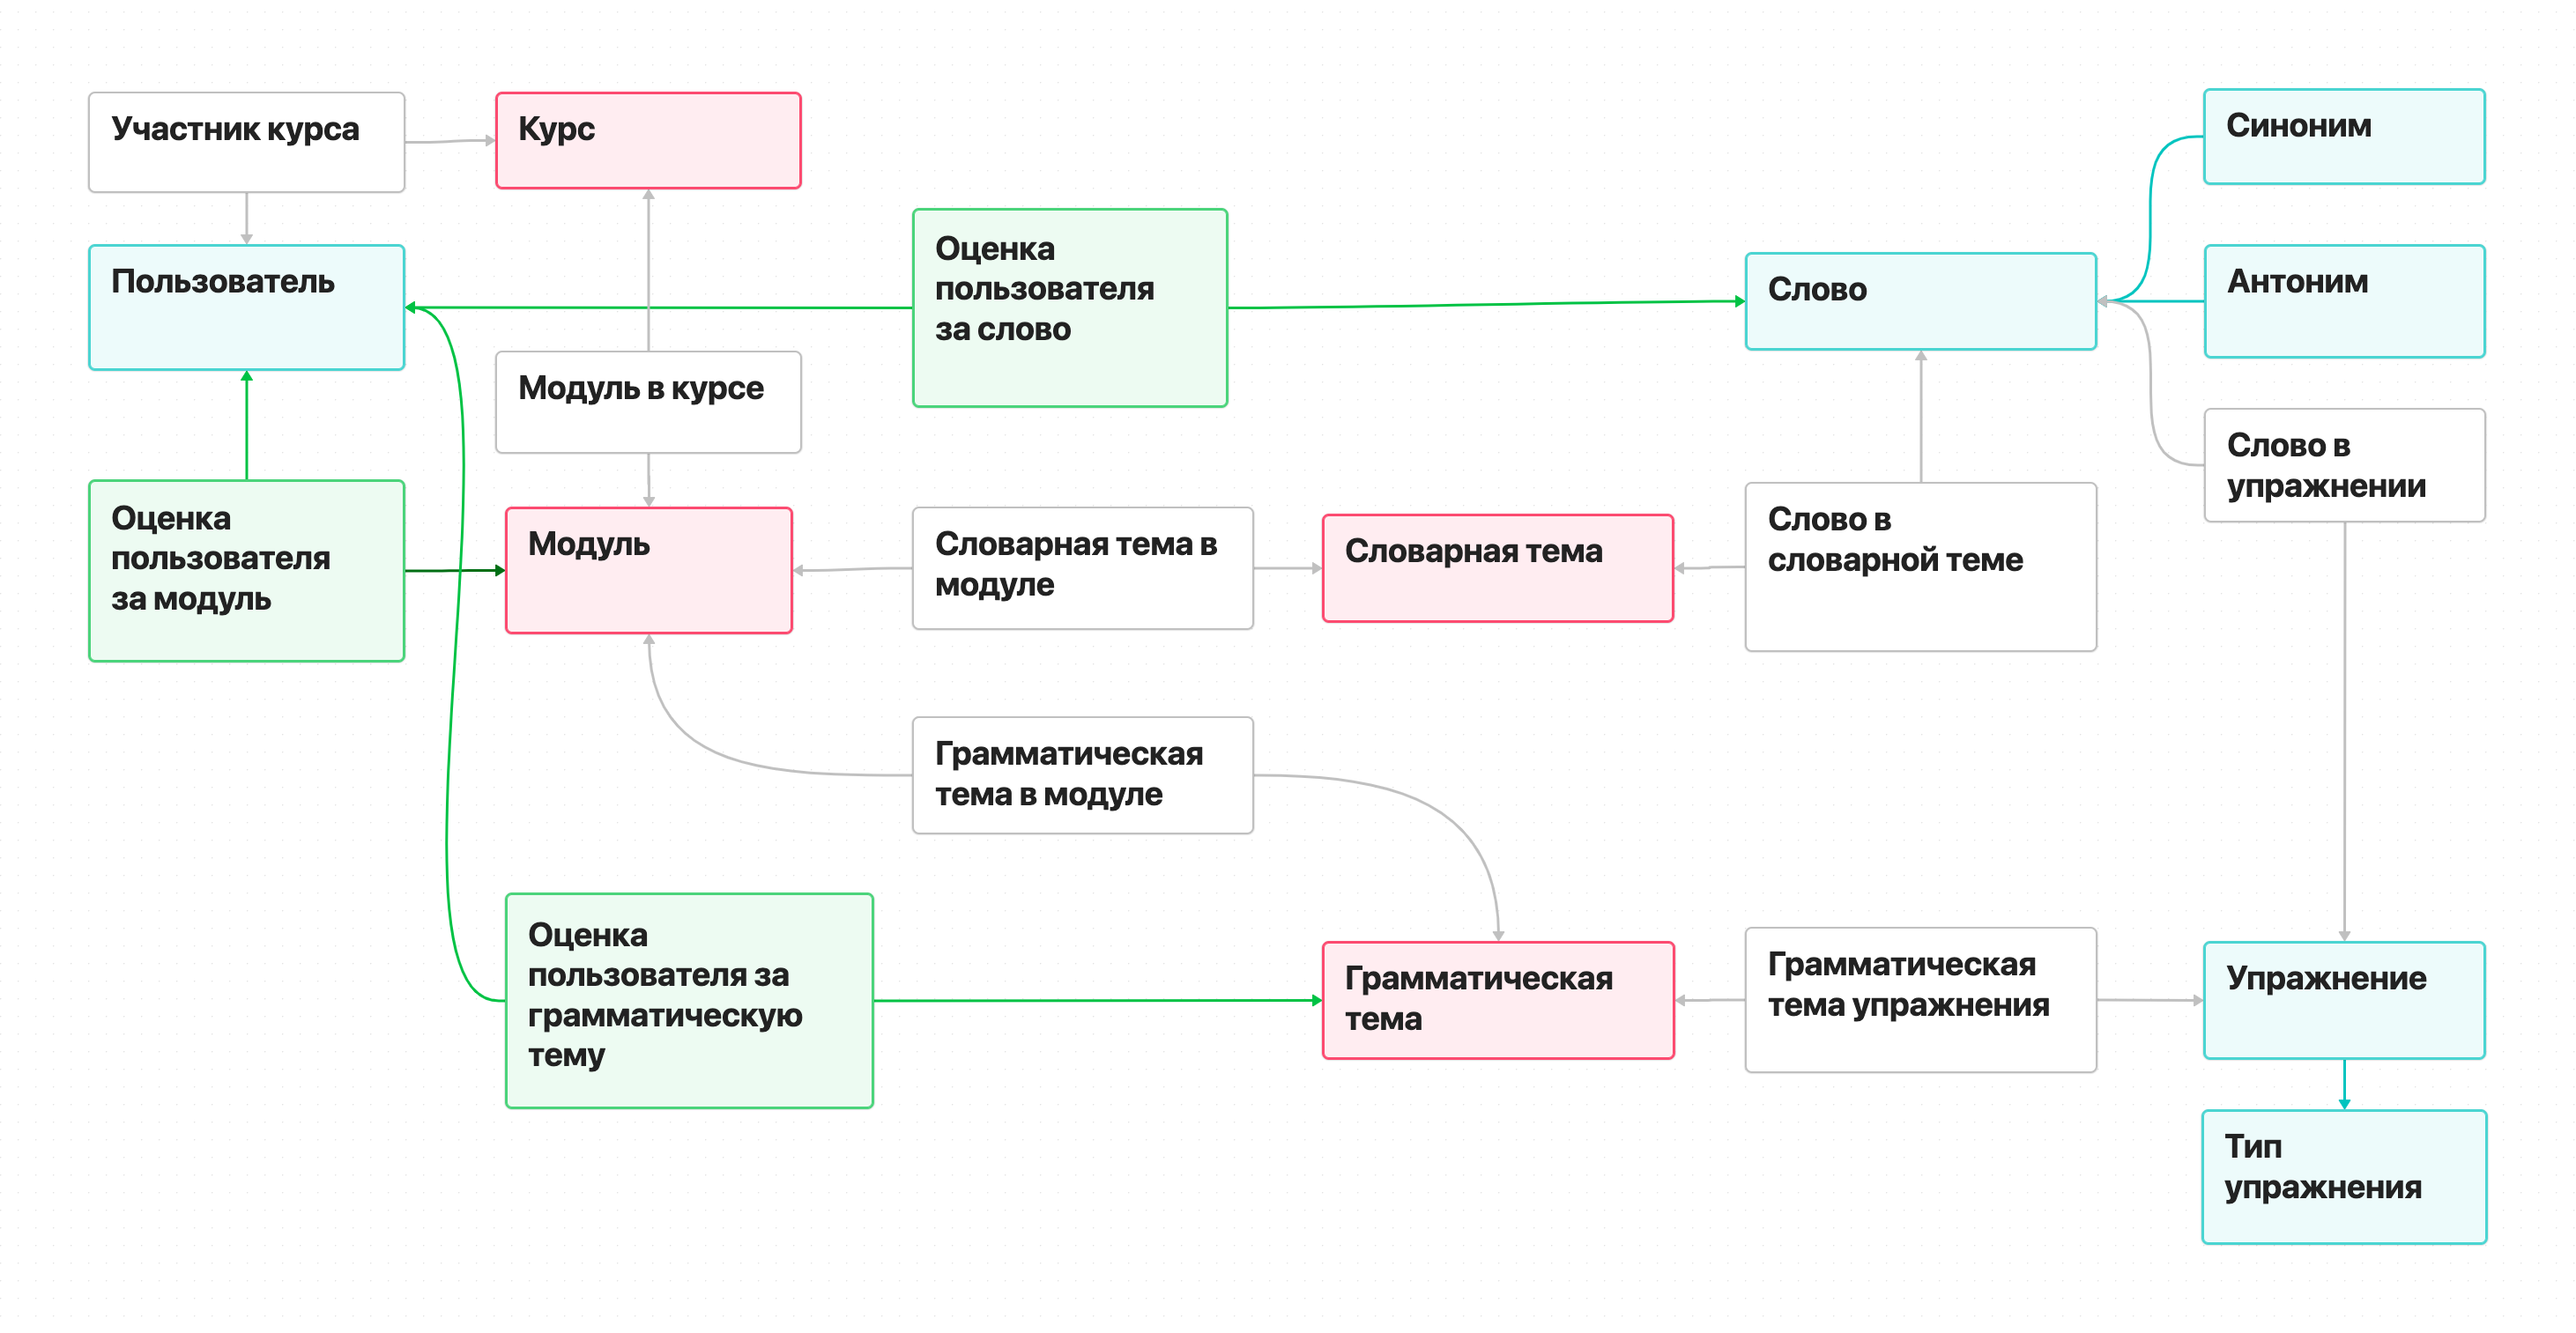 Участник курса
Курс
Синоним
Пользователь
Оценка
пользователя
за слово
Слово
Антоним
Модуль в курсе
Слово в
упражнении
Оценка
пользователя
за модуль
Модуль
Словарная тема в
модуле
Словарная тема
Слово в
словарной теме
Грамматическая
тема в модуле
Оценка
пользователя за
грамматическую
тему
Грамматическая
тема
Грамматическая
тема упражнения
Упражнение
Тип
упражнения